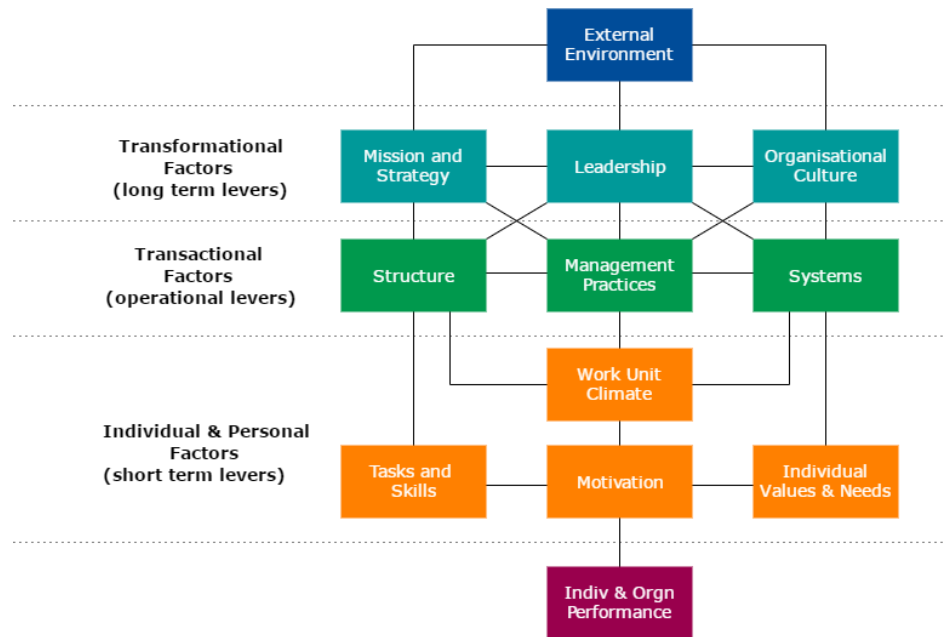 External
Environment
Transformational
Factors
(long term levers)
Mission and
Strategy
Leadership
Organisational
Culture
Transactional
Factors
(operational levers)
Structure
Management
Practices
Systems
Individual & Personal
Factors
(short term levers)
Work Unit
Climate
Tasks and
Skills
Motivation
Individual
Values & Needs
Indiv & Orgn
Performance